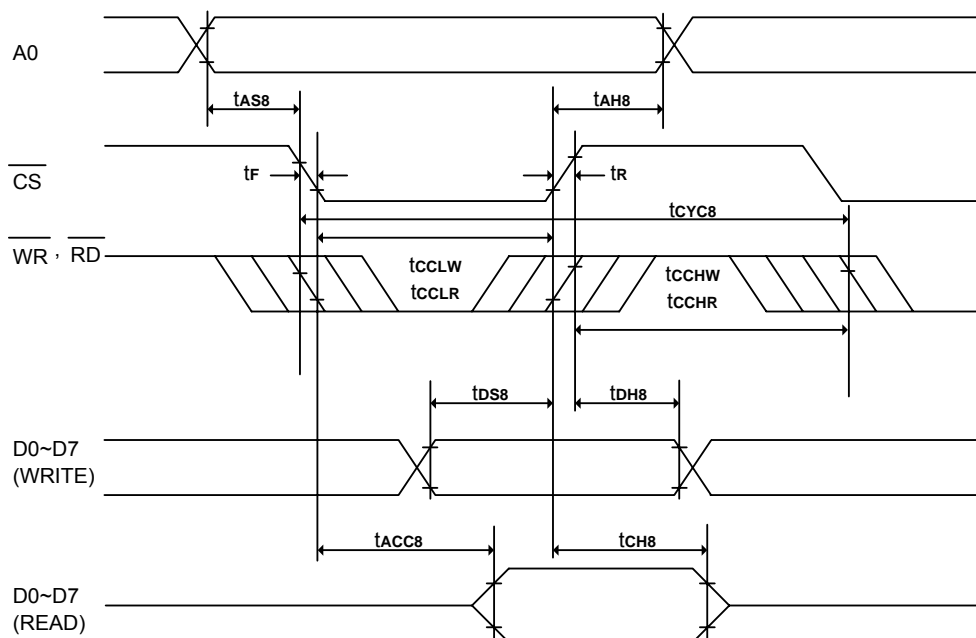 A0
tAS8
tAH8
CS
tF
tR
tCYC8
WR , RD
tCCLW
tCCLR
tCCHW
tCCHR
tDS8
tDH8
D0~D7
(WRITE)
tACC8
tCH8
D0~D7
(READ)